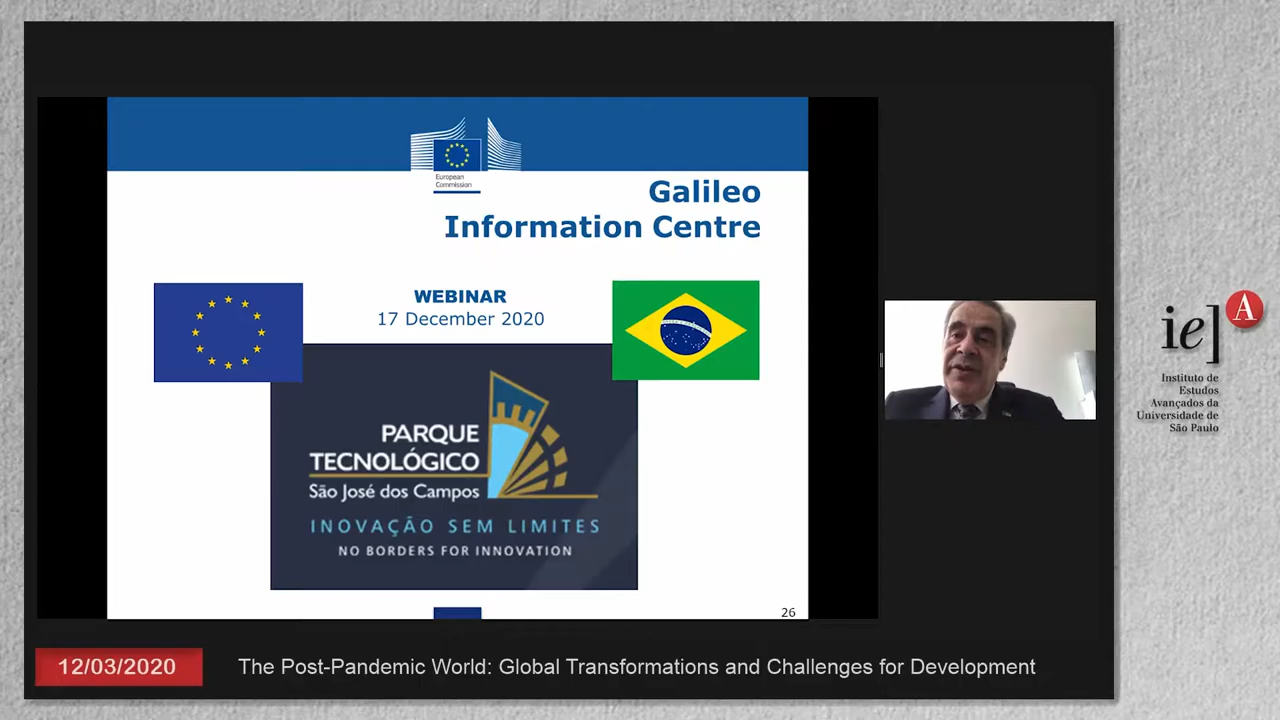 European
Commission
Galileo
Information Centre
WEBINAR
17 December 2020
PARQUE
TECNOLÓGICO
São José dos Campos
INOVAÇÃO SEM LIMITES
NO BORDERS FOR INNOVATION
26
ie] A
Instituto de
Estudos
Avançados da
Universidade de
São Paulo
12/03/2020
The Post-Pandemic World: Global Transformations and Challenges for Development